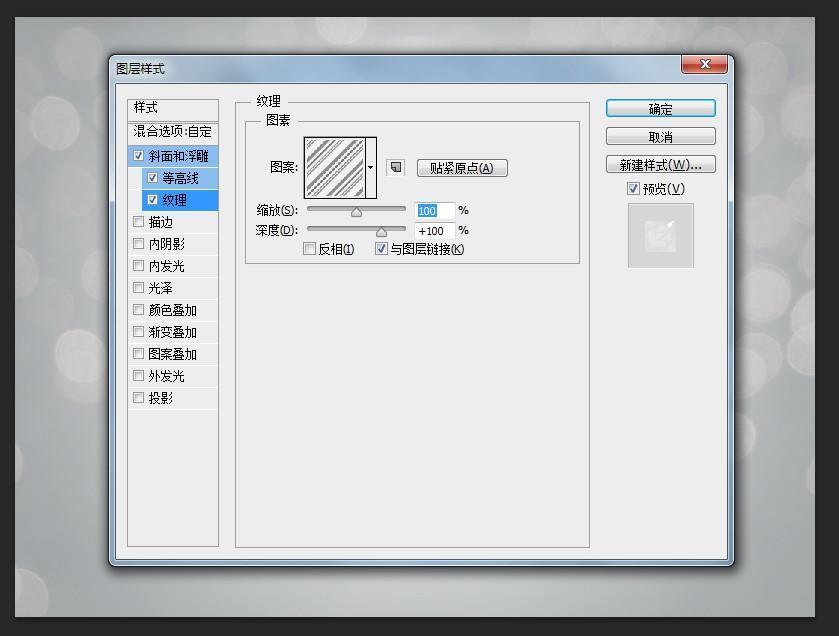 图层样式
样式
混合选项:自定
斜面和浮雕
等高线
纹理
描边
内阴影
内发光
光泽
颜色叠加
渐变叠加
图案叠加
外发光
投影
纹理
图素
图案:
贴紧原点(A)
缩放(S): 100 %
深度(D): +100 %
反相(I) 与图层链接(K)
确定
取消
新建样式(W)...
预览(V)